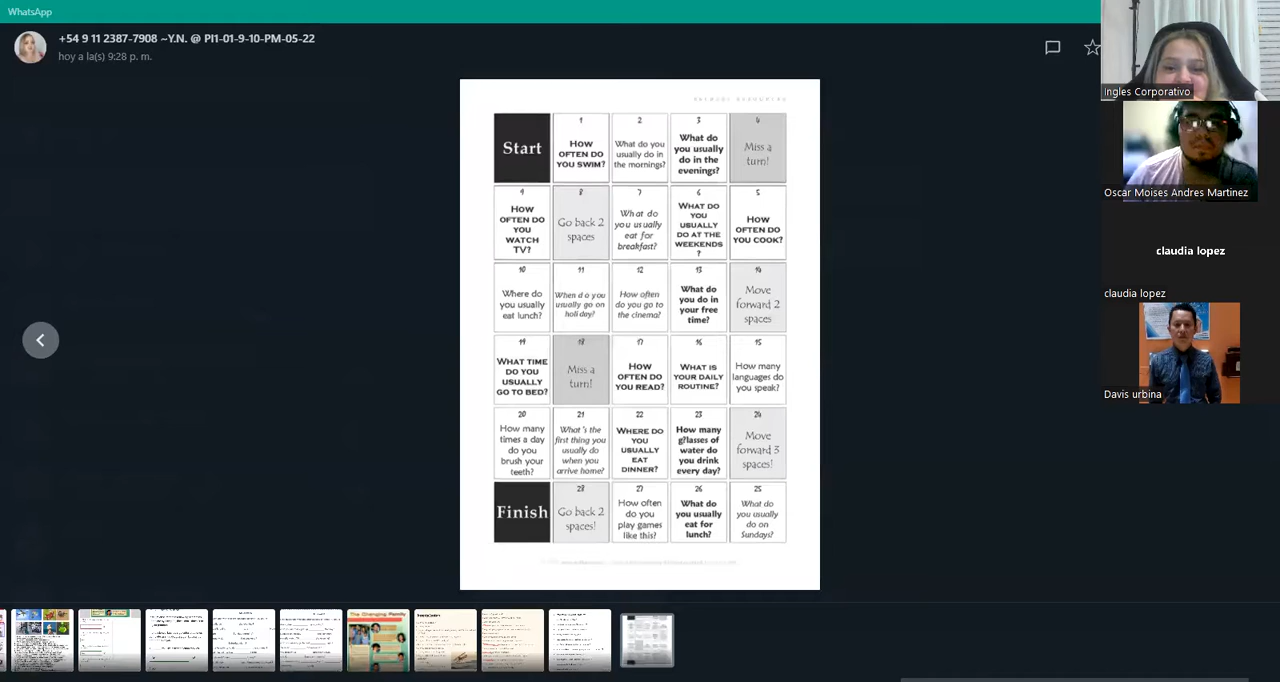 WhatsApp
+54 9 11 2387-7908 ~Y.N. @ PI1-01-9-10-PM-05-22
hoy a la(s) 9:28 p. m.
Start
1
HOW
OFTEN DO
YOU SWIM?
2
What do you
usually do in
the mornings?
3
What do
you usually
do in the
evenings?
4
Miss a
turn!
9
HOW
OFTEN DO
YOU
WATCH
TV?
8
Go back 2
spaces
7
What do
you usually
eat for
breakfast?
6
WHAT DO
YOU
USUALLY
DO AT THE
WEEKENDS
?
5
HOW
OFTEN DO
YOU COOK?
10
Where do
you usually
eat lunch?
11
When do you
usually go on
holiday?
12
How often
do you go to
the cinema?
13
What do
you do in
your free
time?
14
Move
forward 2
spaces
19
WHAT TIME
DO YOU
USUALLY
GO TO BED?
18
Miss a
turn!
17
HOW
OFTEN DO
YOU READ?
16
WHAT IS
YOUR DAILY
ROUTINE?
15
How many
languages do
you speak?
20
How many
times a day
do you
brush your
teeth?
21
What's the
first thing you
usually do
when you
arrive home?
22
WHERE DO
YOU
USUALLY
EAT
DINNER?
23
How many
g?lasses of
water do
you drink
every day?
24
Move
forward 3
spaces!
Finish
28
Go back 2
spaces!
27
How often
do you
play games
like this?
26
What do
you usually
eat for
lunch?
25
What do
you usually
do on
Sundays?
Ingles Corporativo
Oscar Moises Andres Martinez
claudia lopez
claudia lopez
Davis urbina
The Changing Family